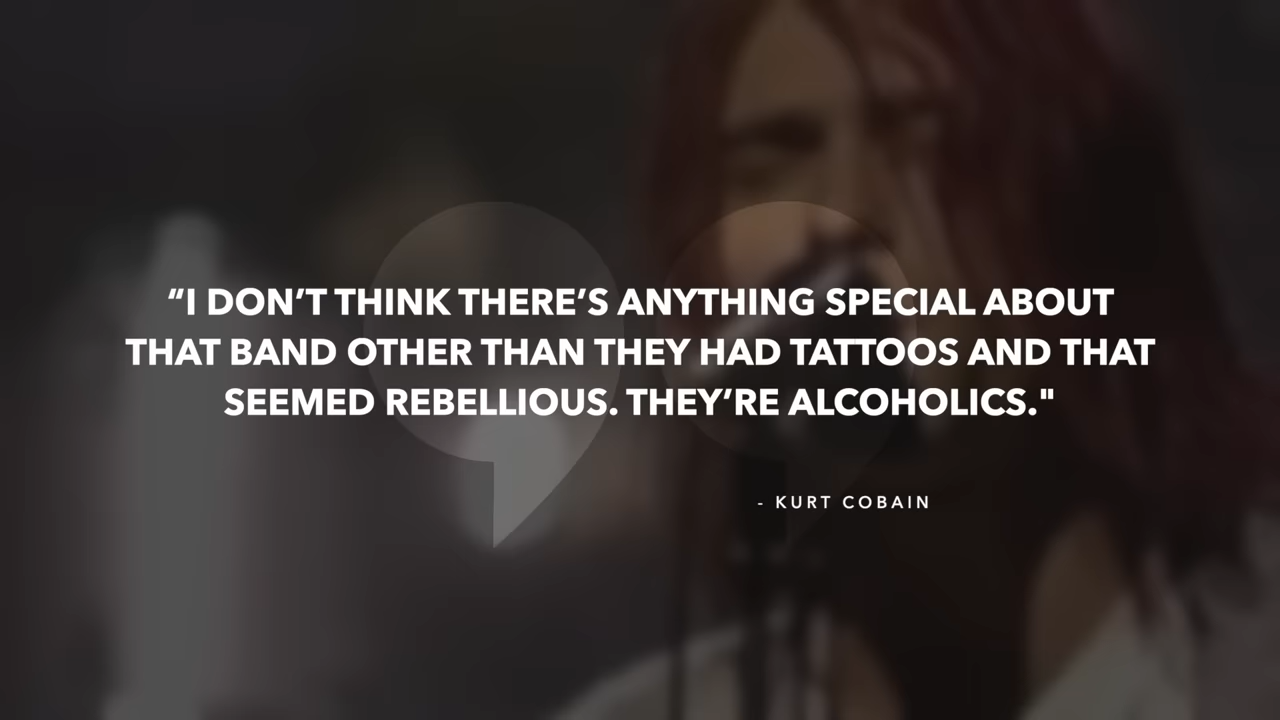 “I DON’T THINK THERE’S ANYTHING SPECIAL ABOUT
THAT BAND OTHER THAN THEY HAD TATTOOS AND THAT
SEEMED REBELLIOUS. THEY’RE ALCOHOLICS."
- KURT COBAIN